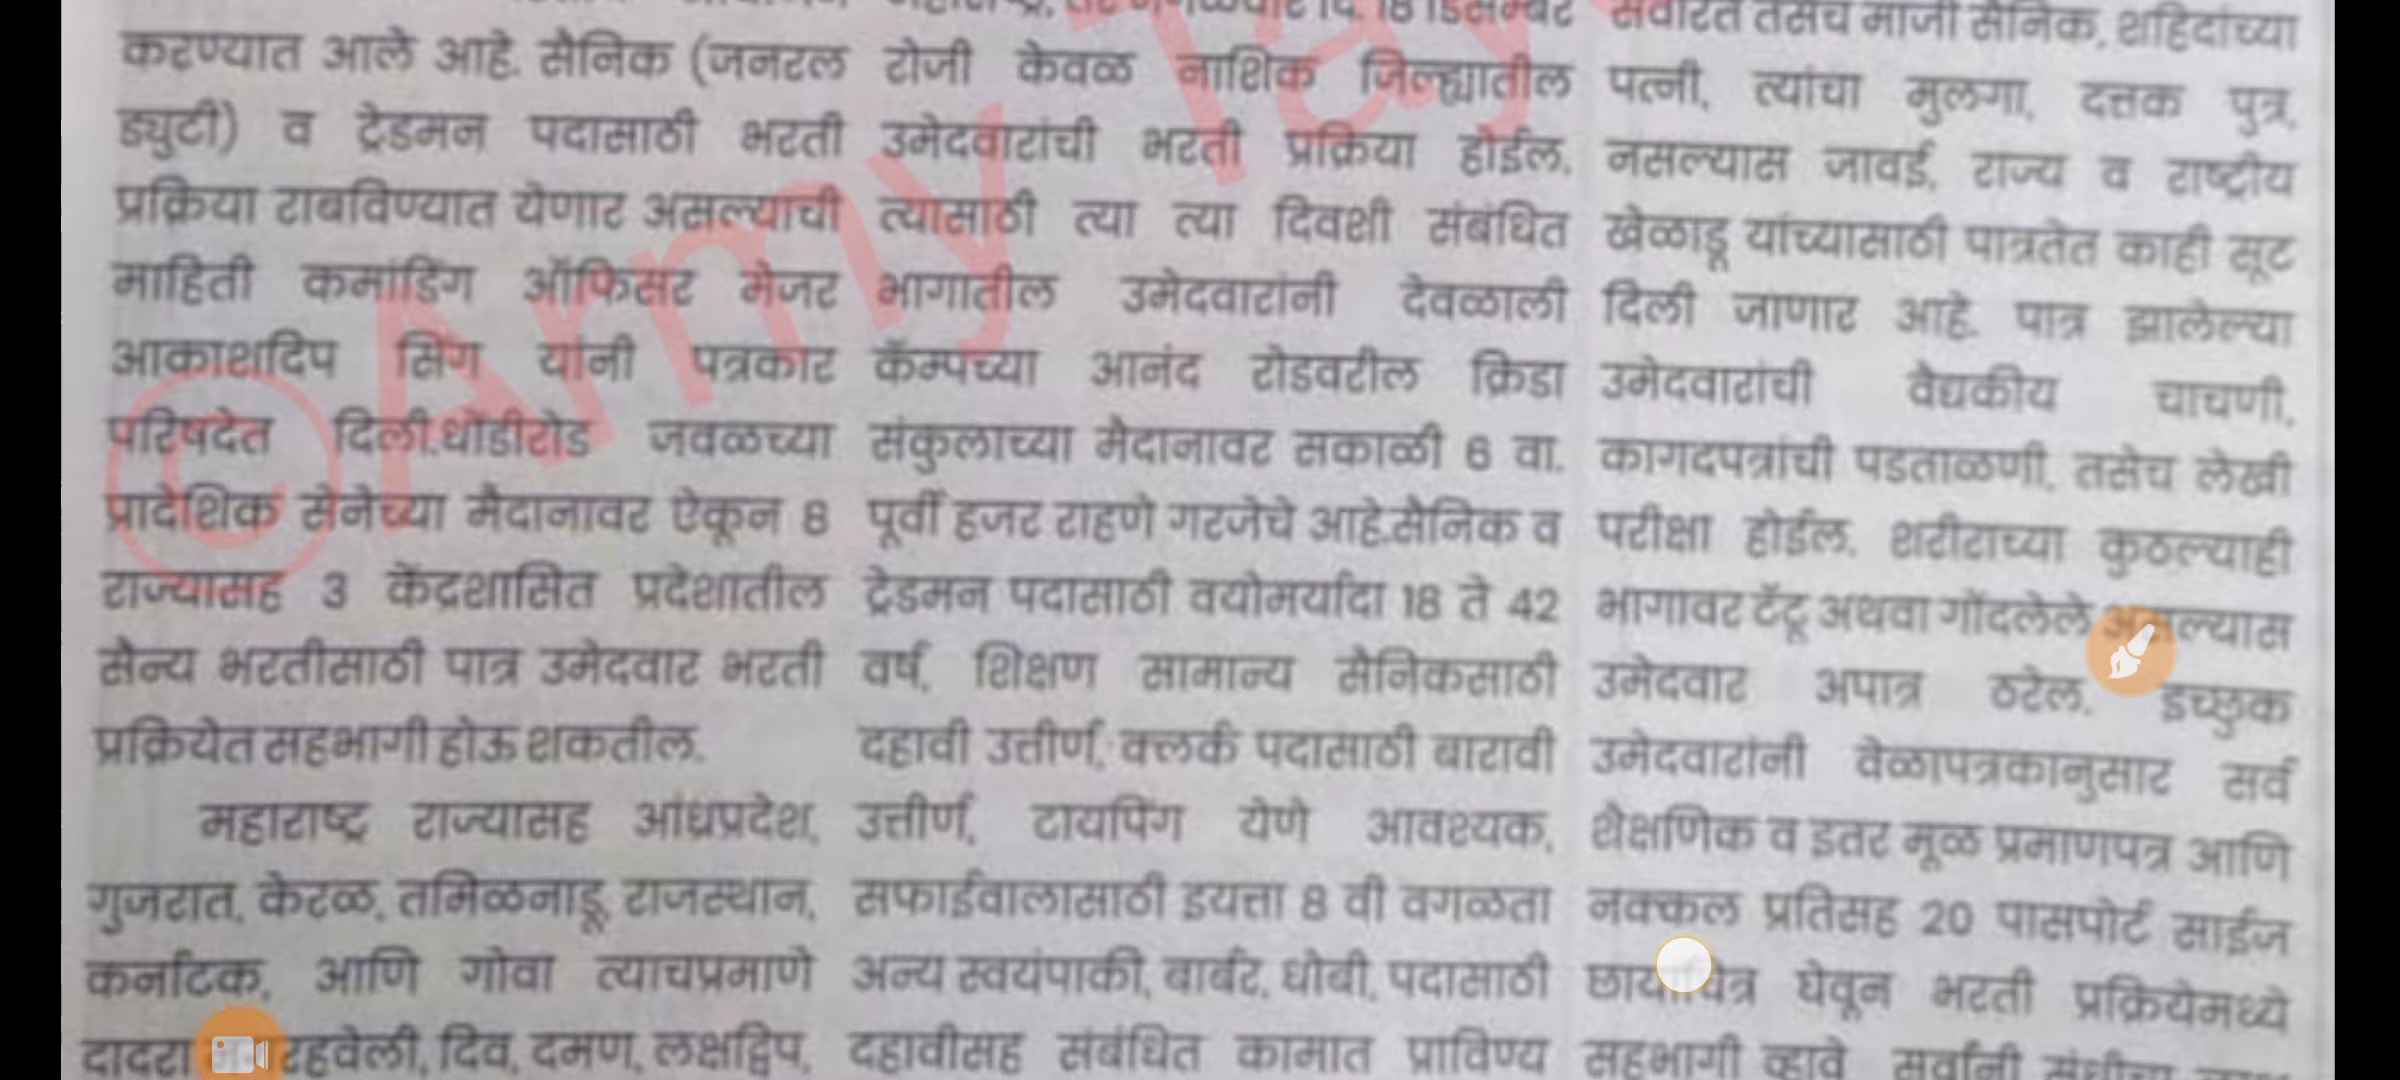 करण्यात आले आहे. सैनिक (जनरल
ड्युटी) व ट्रेडमन पदासाठी भरती
प्रक्रिया राबविण्यात येणार असल्याची
माहिती कमांडिंग ऑफिसर मेजर
आकाशदिप सिंग यांनी पत्रकार
परिषदेत दिली.धोंडीरोड जवळच्या
प्रादेशिक सेनेच्या मैदानावर ऐकून 8
राज्यासह 3 केंद्रशासित प्रदेशातील
सैन्य भरतीसाठी पात्र उमेदवार भरती
प्रक्रियेत सहभागी होऊ शकतील.
महाराष्ट्र राज्यासह आंध्रप्रदेश,
गुजरात, केरळ, तमिळनाडू, राजस्थान,
कर्नाटक, आणि गोवा त्याचप्रमाणे
दादरा रहवेली, दिव, दमण, लक्षद्विप,
18 डिसेंबर
रोजी केवळ नाशिक जिल्ह्यातील
उमेदवारांची भरती प्रक्रिया होईल.
त्यासाठी त्या त्या दिवशी संबंधित
भागातील उमेदवारांनी देवळाली
कॅम्पच्या आनंद रोडवरील क्रिडा
संकुलाच्या मैदानावर सकाळी 6 वा.
पूर्वी हजर राहणे गरजेचे आहे.सैनिक व
ट्रेडमन पदासाठी वयोमर्यादा 18 ते 42
वर्ष, शिक्षण सामान्य सैनिकसाठी
दहावी उत्तीर्ण, क्लर्क पदासाठी बारावी
उत्तीर्ण, टायपिंग येणे आवश्यक,
सफाईवालासाठी इयत्ता 8 वी वगळता
अन्य स्वयंपाकी, बार्बर, धोबी, पदासाठी
दहावीसह संबंधित कामात प्राविण्य
तसेच माजी सैनिक, शहिदांच्या
पत्नी, त्यांचा मुलगा, दत्तक पुत्र,
नसल्यास जावई, राज्य व राष्ट्रीय
खेळाडू यांच्यासाठी पात्रतेत काही सूट
दिली जाणार आहे. पात्र झालेल्या
उमेदवारांची वैद्यकीय चाचणी,
कागदपत्रांची पडताळणी, तसेच लेखी
परीक्षा होईल. शरीराच्या कुठल्याही
भागावर टॅटू अथवा गोंदलेले असल्यास
उमेदवार अपात्र ठरेल. इच्छुक
उमेदवारांनी वेळापत्रकानुसार सर्व
शैक्षणिक व इतर मूळ प्रमाणपत्र आणि
नक्कल प्रतिसह 20 पासपोर्ट साईज
छायाचित्र घेवून भरती प्रक्रियेमध्ये
सहभागी व्हावे सर्वांनी
©Army